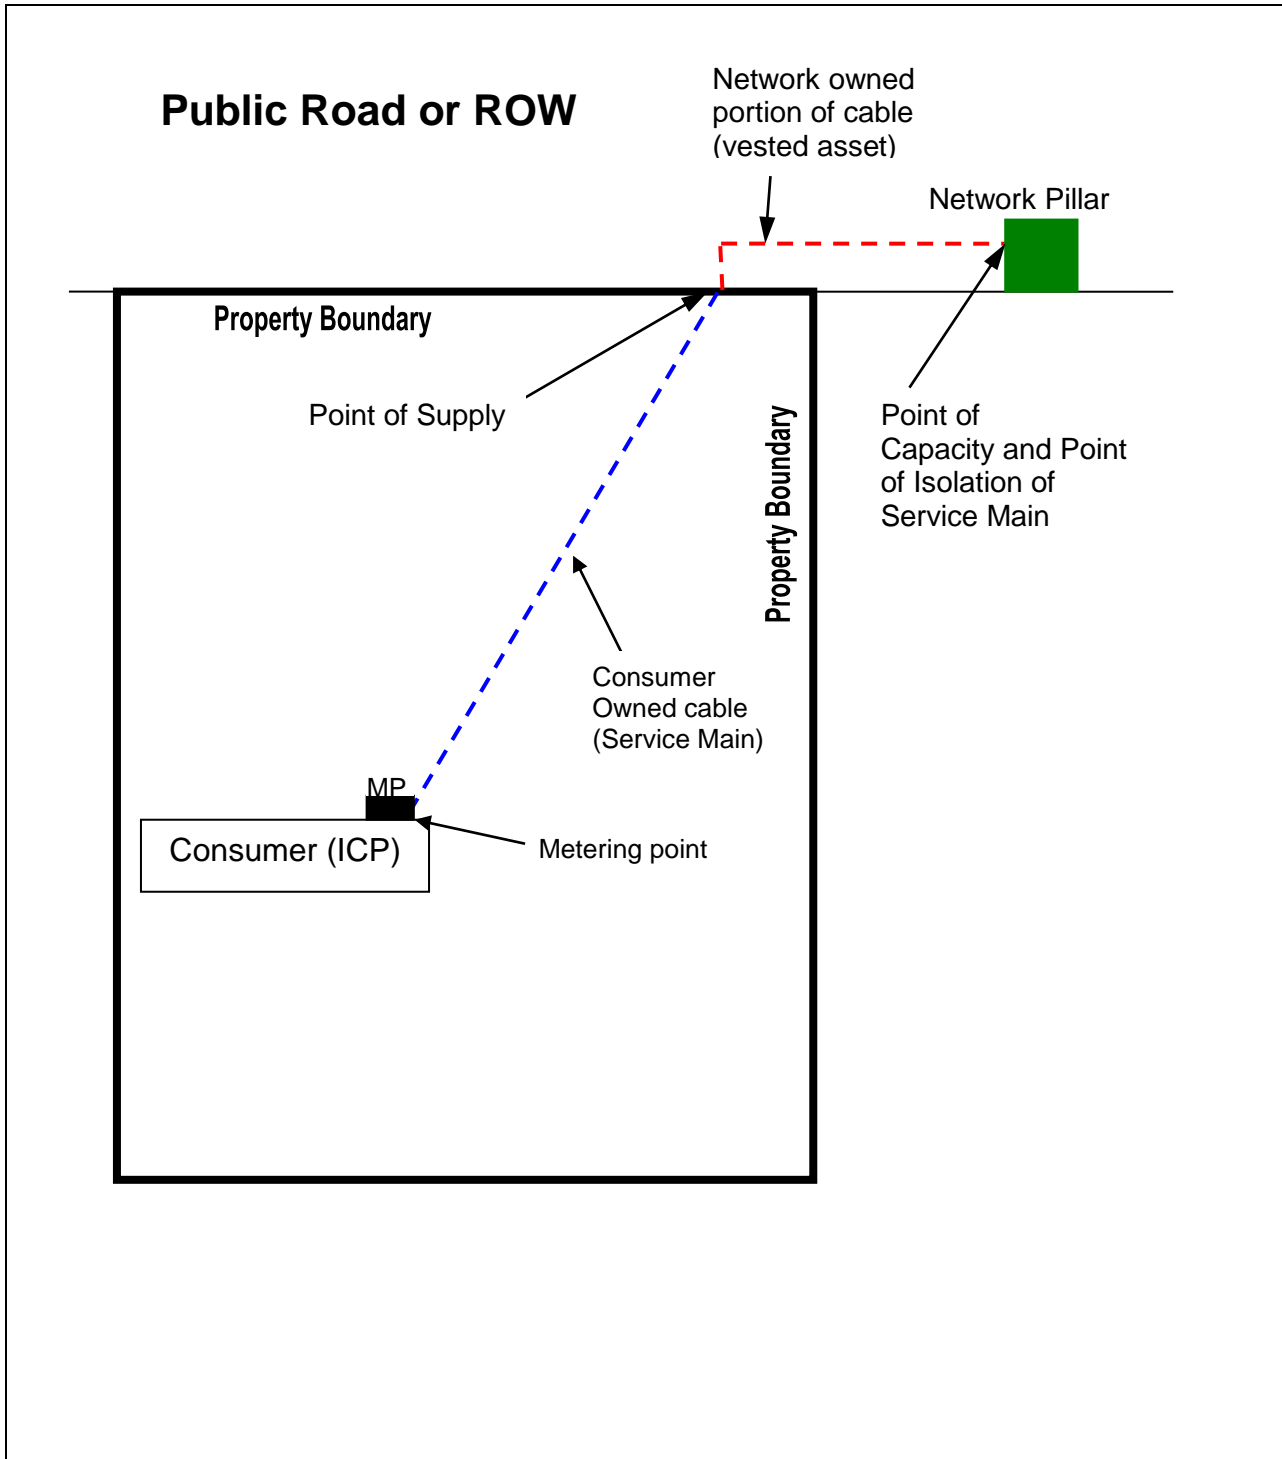 Public Road or ROW
Network owned
portion of cable
(vested asset)
Network Pillar
Property Boundary
Point of Supply
Property Boundary
Point of
Capacity and Point
of Isolation of
Service Main
Consumer
Owned cable
(Service Main)
MP
Consumer (ICP)
Metering point